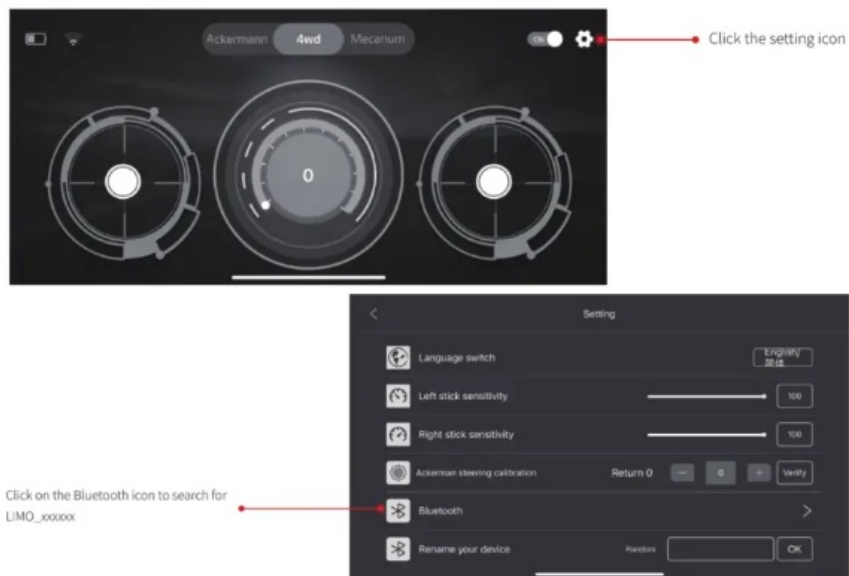 Ackermann 4wd Mecanum
ON
Click the setting icon
0
Setting
Language switch
English/
简体
Left stick sensitivity
100
Right stick sensitivity
100
Ackerman steering calibration Return 0 − 0 + Verify
Click on the Bluetooth icon to search for
LIMO_xxxxxx
Bluetooth
Rename your device Random OK